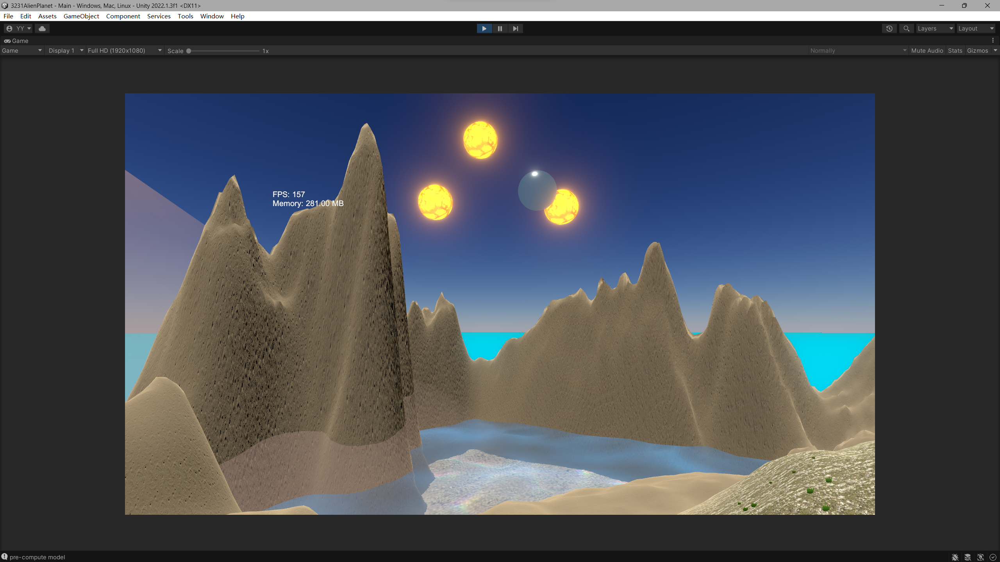 3231AlienPlanet - Main - Windows, Mac, Linux - Unity 2022.1.3f1 <DX11>
File Edit Assets GameObject Component Services Tools Window Help
YY Layers Layout
Game
Game Display 1 Full HD (1920x1080) Scale 1x Normally Mute Audio Stats Gizmos
FPS: 157
Memory: 281.00 MB
pre-compute model